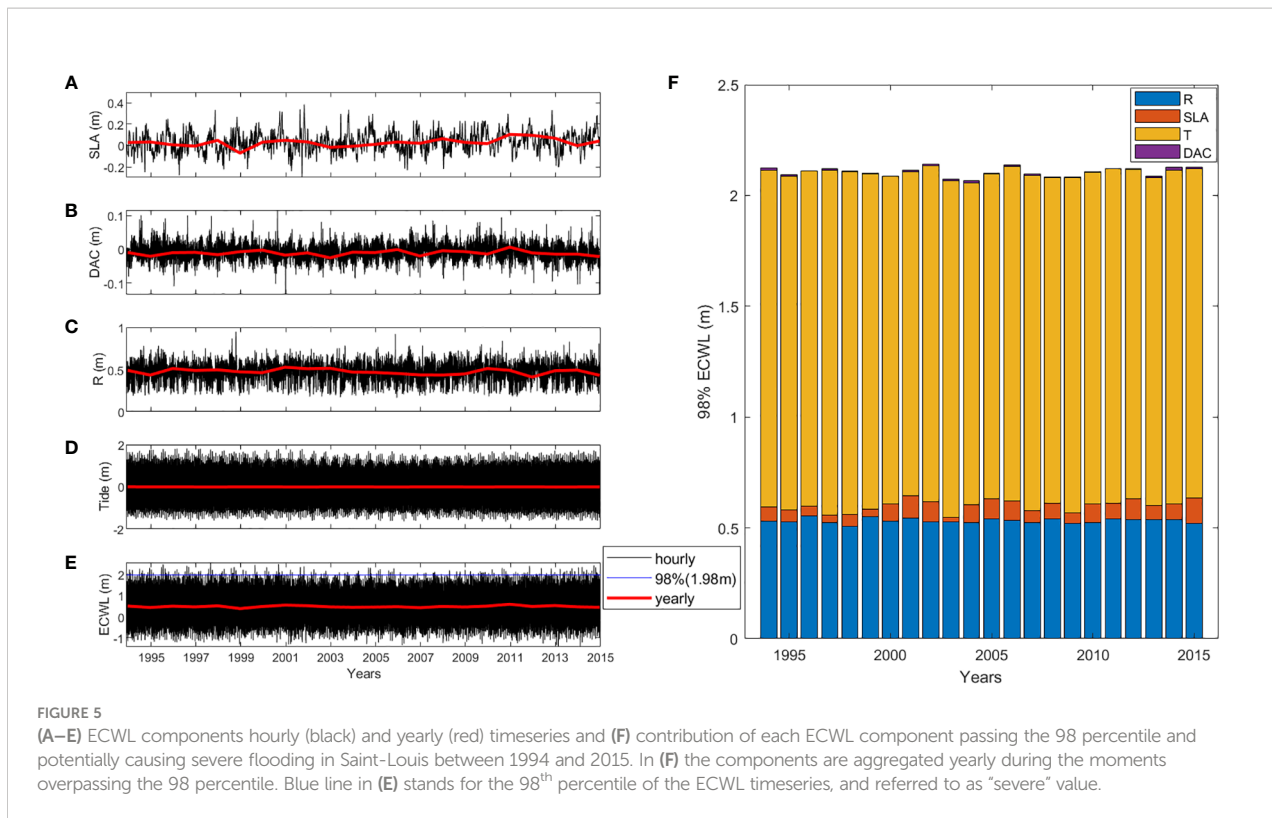 A
SLA (m)
0.4
0.2
0
-0.2
B
DAC (m)
0.1
0
-0.1
C
R (m)
1
0.5
0
D
Tide (m)
2
0
-2
E
ECWL (m)
2
1
0
-1
1995 1997 1999 2001 2003 2005 2007 2009 2011 2013 2015
Years
hourly
98%(1.98m)
yearly
F
98% ECWL (m)
2.5
2
1.5
1
0.5
0
1995 2000 2005 2010 2015
Years
R
SLA
T
DAC
FIGURE 5
(A–E) ECWL components hourly (black) and yearly (red) timeseries and (F) contribution of each ECWL component passing the 98 percentile and
potentially causing severe flooding in Saint-Louis between 1994 and 2015. In (F) the components are aggregated yearly during the moments
overpassing the 98 percentile. Blue line in (E) stands for the 98th percentile of the ECWL timeseries, and referred to as “severe” value.